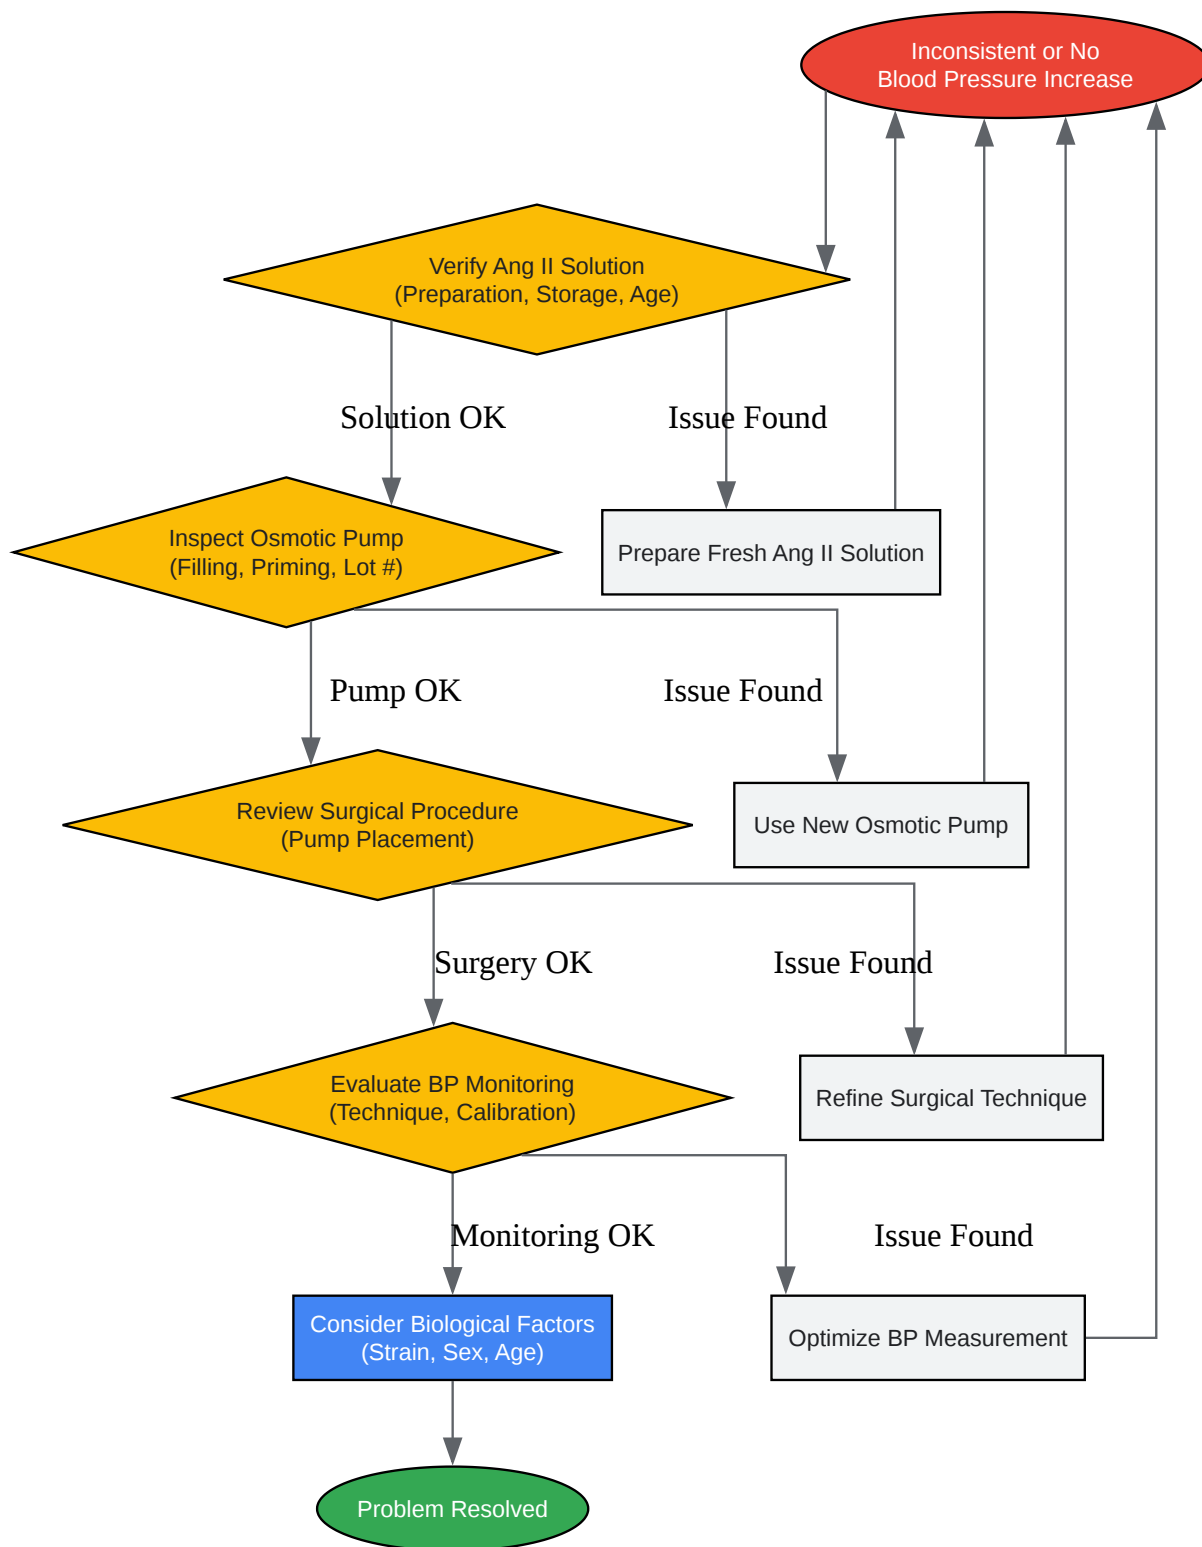 Inconsistent or No
Blood Pressure Increase
Verify Ang II Solution
(Preparation, Storage, Age)
Solution OK
Issue Found
Inspect Osmotic Pump
(Filling, Priming, Lot #)
Prepare Fresh Ang II Solution
Pump OK
Issue Found
Review Surgical Procedure
(Pump Placement)
Use New Osmotic Pump
Surgery OK
Issue Found
Evaluate BP Monitoring
(Technique, Calibration)
Refine Surgical Technique
Monitoring OK
Issue Found
Consider Biological Factors
(Strain, Sex, Age)
Optimize BP Measurement
Problem Resolved